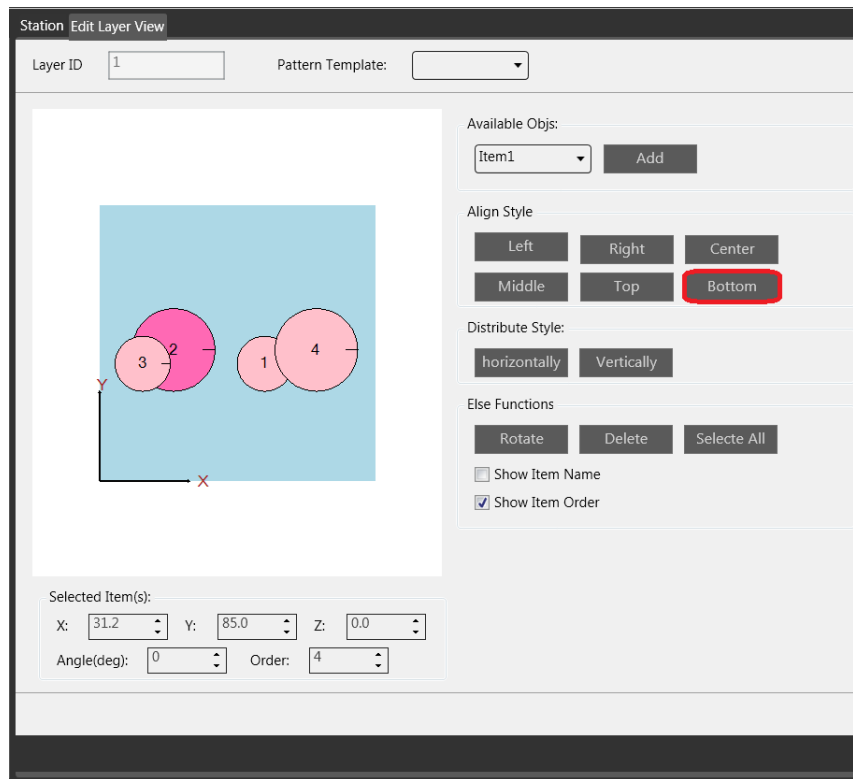 Station Edit Layer View
Layer ID 1 Pattern Template:
Available Objs:
Item1 Add
Align Style
Left Right Center
Middle Top Bottom
Distribute Style:
horizontally Vertically
Else Functions
Rotate Delete Selecte All
Show Item Name
Show Item Order
3 2 1 4
Y
X
Selected Item(s):
X: 31.2 Y: 85.0 Z: 0.0
Angle(deg): 0 Order: 4